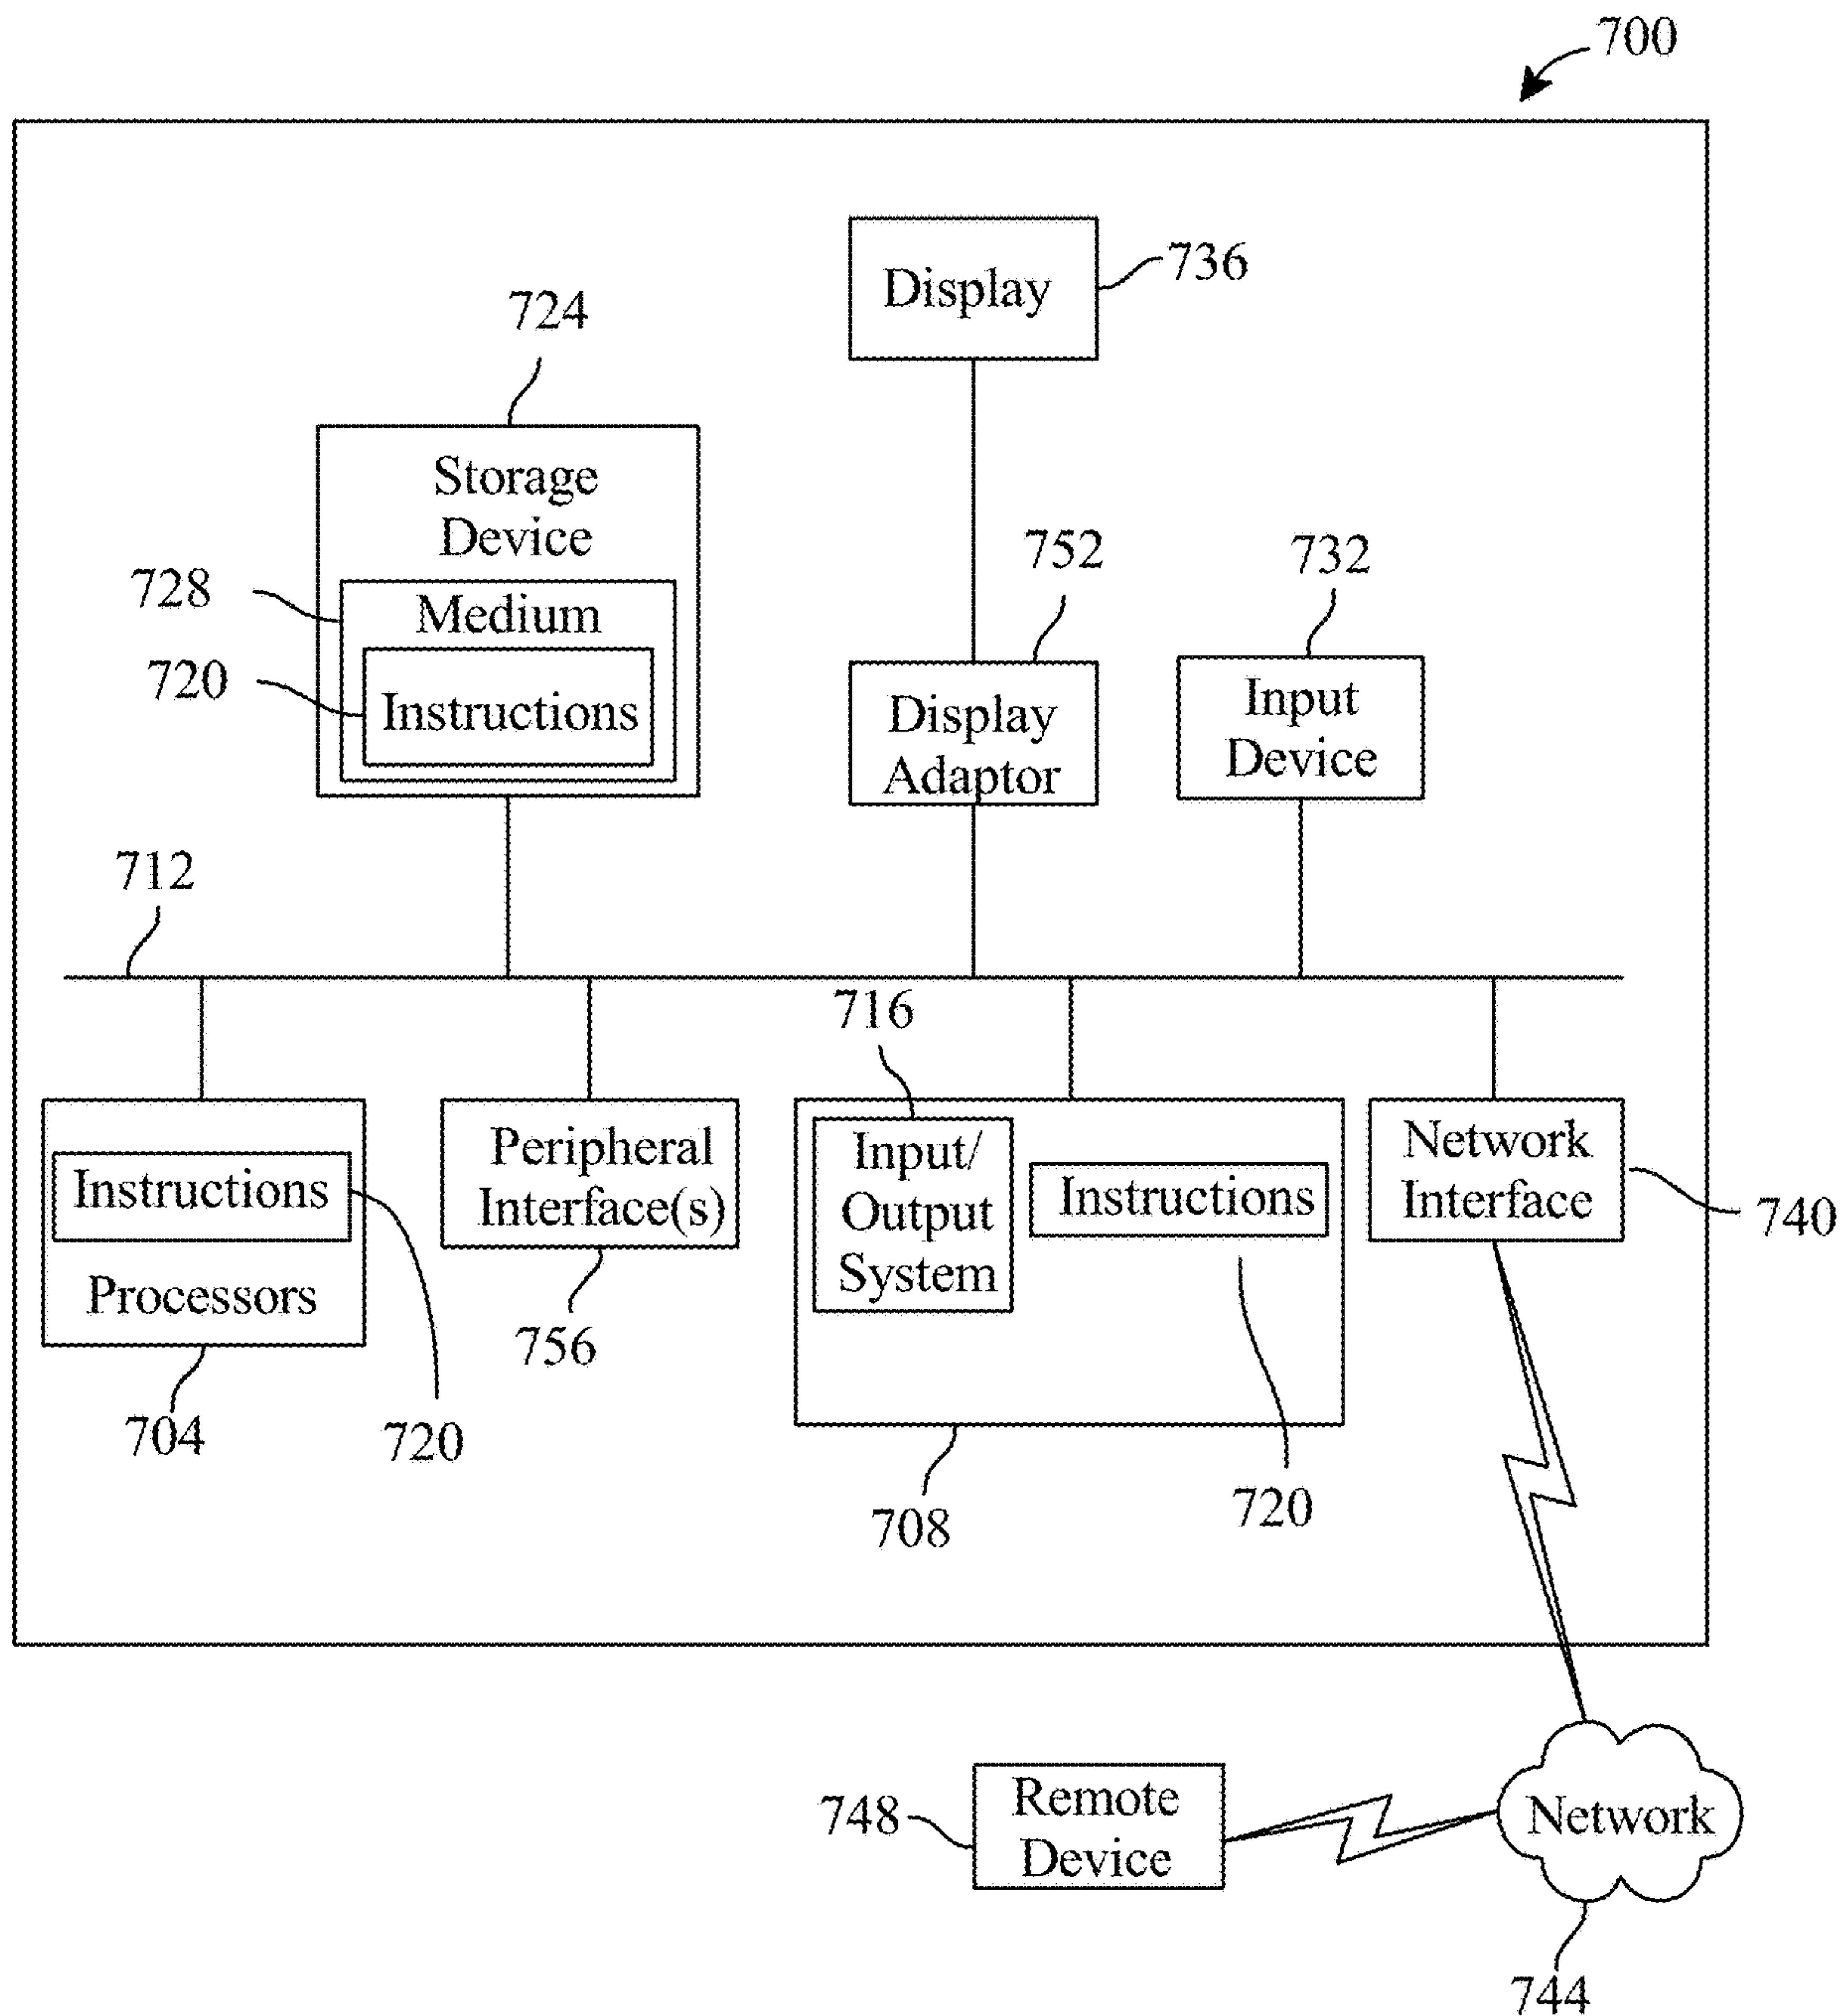 700
Display
736
724
Storage
Device
728
Medium
720
Instructions
752
Display
Adaptor
732
Input
Device
712
716
Instructions
Processors
704
720
Peripheral
Interface(s)
756
Input/
Output
System
Instructions
708
720
Network
Interface
740
748
Remote
Device
Network
744